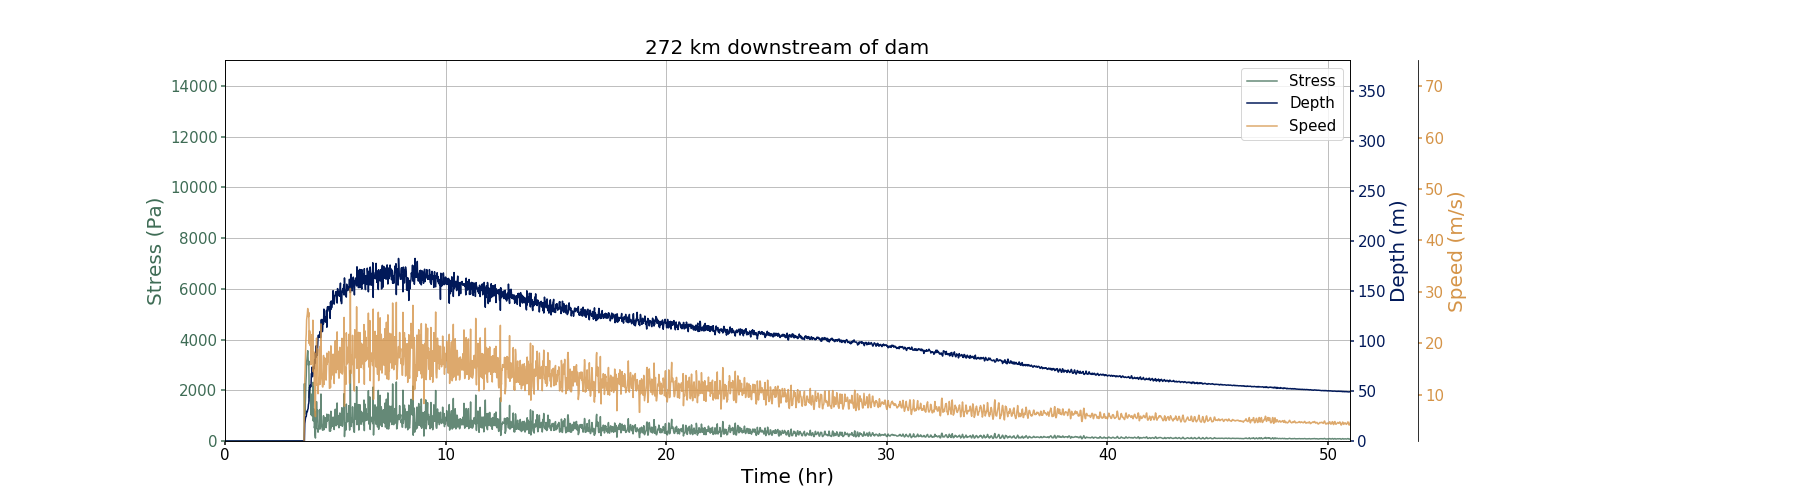 272 km downstream of dam
Stress (Pa)
14000
12000
10000
8000
6000
4000
2000
0
Stress
Depth
Speed
350
300
250
200
150
100
50
0
Depth (m)
70
60
50
40
30
20
10
Speed (m/s)
0 10 20 30 40 50
Time (hr)